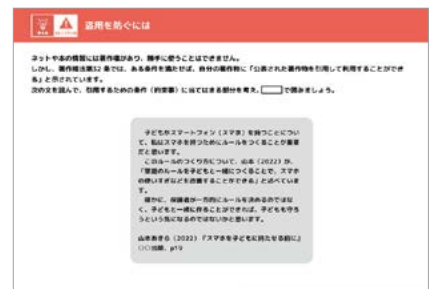 盗用を防ぐには
ネットや本の情報には著作権があり、勝手に使うことはできません。
しかし、著作権法第32条では、ある条件を満たせば、自分の著作物に「公表された著作物を引用して利用することができ
る」と示されています。
次の文を読んで、引用するための条件（約束事）に当てはまる部分を考え、で囲みましょう。
子どもがスマートフォン（スマホ）を持つことについ
て、私はスマホを持つためにルールをつくることが重要
だと思います。
このルールのつくり方について、山本（2022）が、
「家庭のルールを子どもと一緒につくることで、スマホ
の使いすぎなどを改善することができる」と述べていま
す。
確かに、保護者が一方的にルールを決めるのではな
く、子どもと一緒に作ることができれば、子どもも守ろ
うという気になるのではないかと思います。
山本あきら（2022）『スマホを子どもに持たせる前に』
〇〇出版、p19